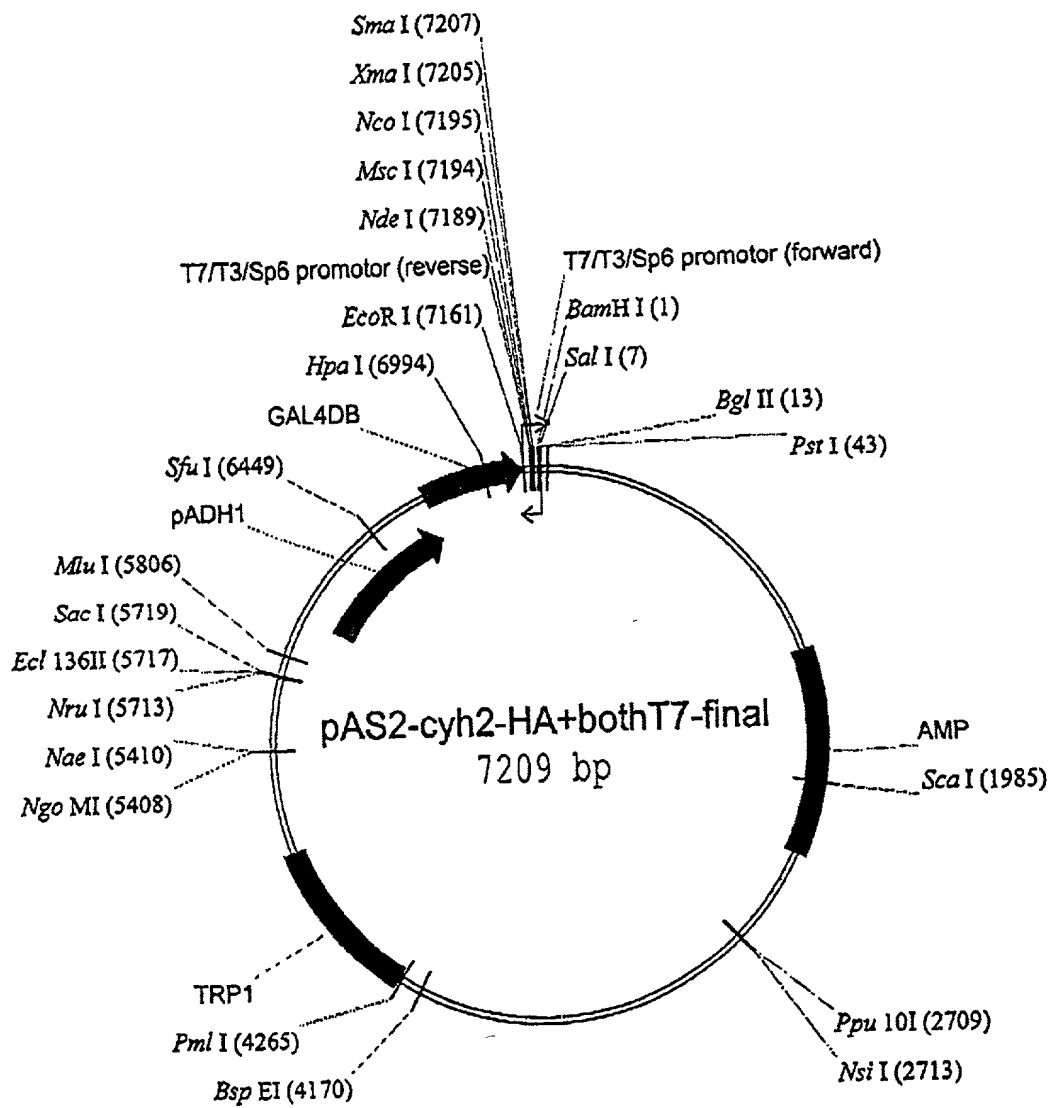 Sma I (7207)
Xma I (7205)
Nco I (7195)
Msc I (7194)
Nde I (7189)
T7/T3/Sp6 promotor (reverse)
T7/T3/Sp6 promotor (forward)
EcoR I (7161)
BamH I (1)
Hpa I (6994)
Sal I (7)
GAL4DB
Bgl II (13)
Sfu I (6449)
Pst I (43)
pADH1
Mlu I (5806)
Sac I (5719)
Ecl 136II (5717)
Nru I (5713)
pAS2-cyh2-HA+bothT7-final
7209 bp
AMP
Nae I (5410)
Sca I (1985)
Ngo MI (5408)
TRP1
Pml I (4265)
Ppu 10I (2709)
Bsp EI (4170)
Nsi I (2713)